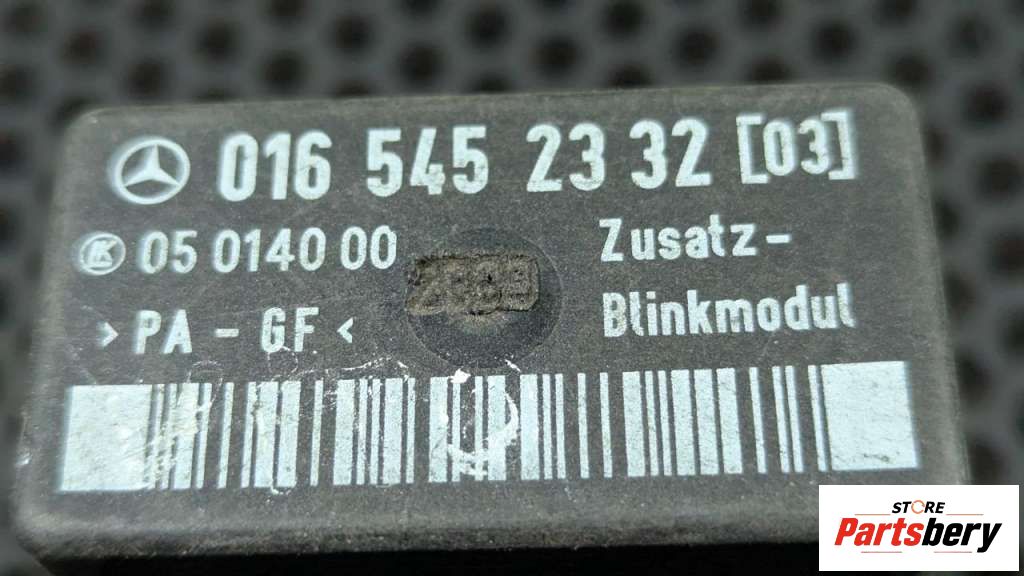 016 545 23 32 [03]
K 05 0140 00
Zusatz-
> PA - GF <
Blinkmodul
STORE
Partsbery